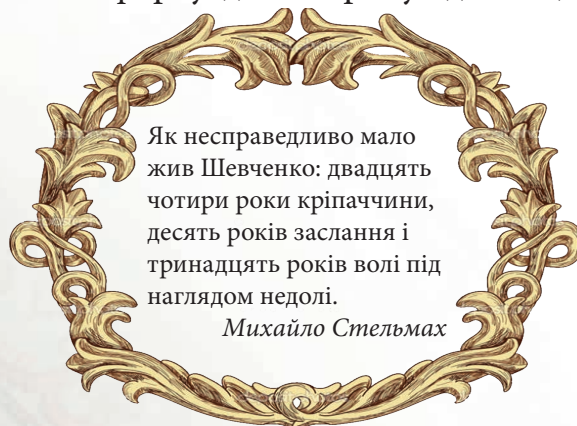 Як несправедливо мало
жив Шевченко: двадцять
чотири роки кріпаччини,
десять років заслання і
тринадцять років волі під
наглядом недолі.
Михайло Стельмах